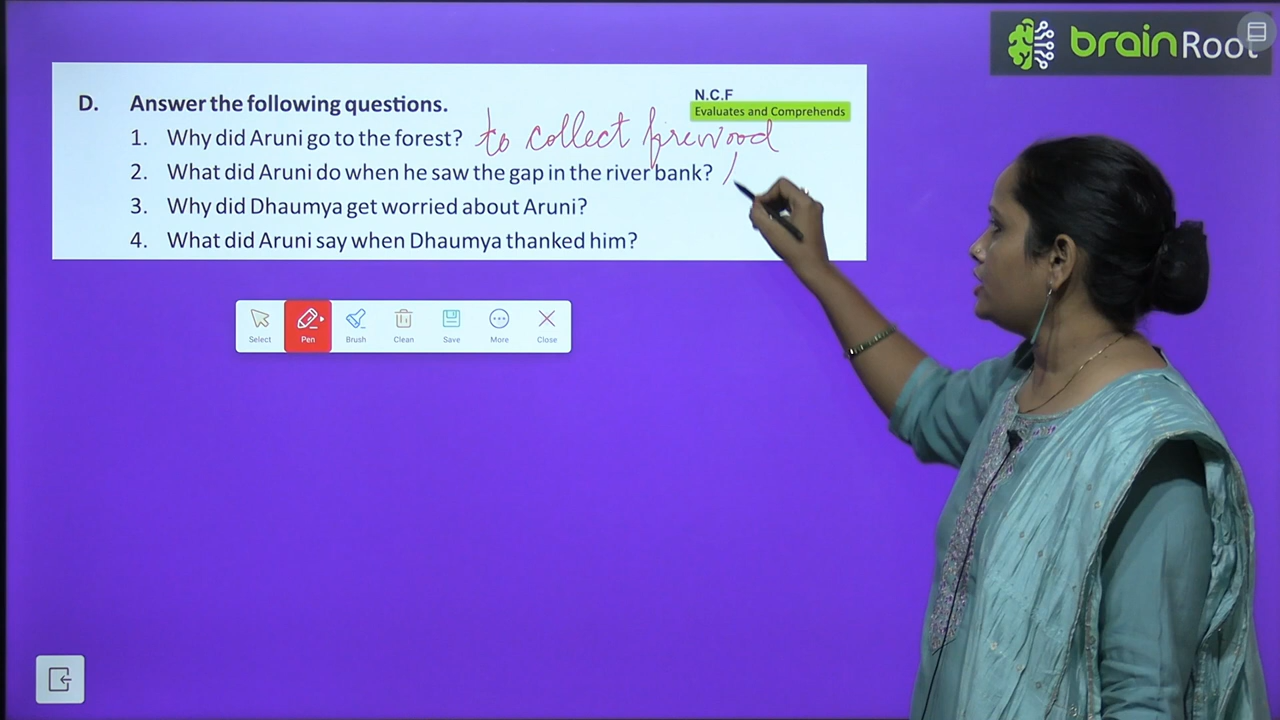 brainRoot
N.C.F
Evaluates and Comprehends
D. Answer the following questions.
1. Why did Aruni go to the forest? to collect firewood
2. What did Aruni do when he saw the gap in the river bank?
3. Why did Dhaumya get worried about Aruni?
4. What did Aruni say when Dhaumya thanked him?
Select Pen Brush Clean Save More Close